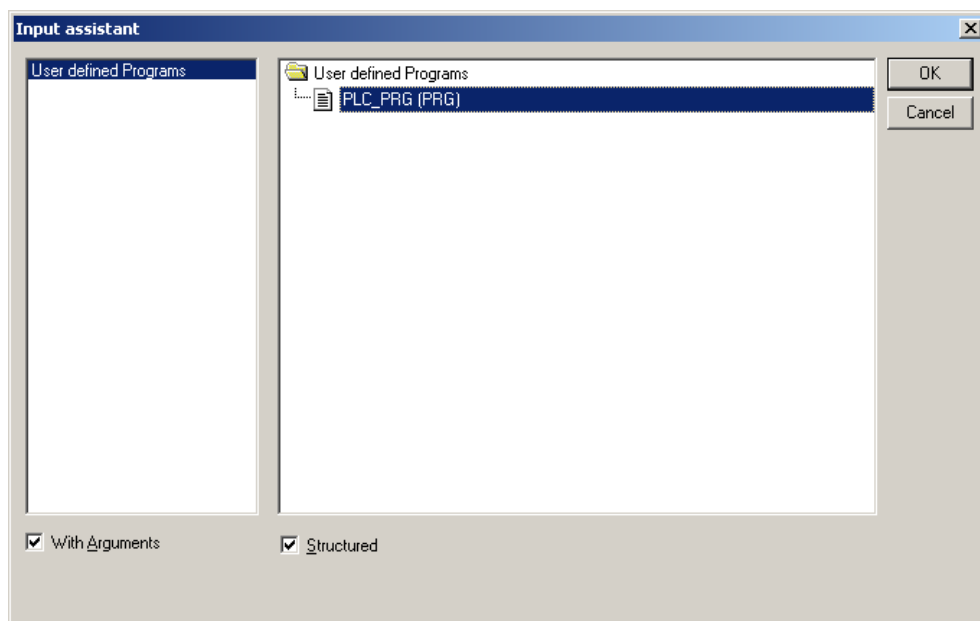 Input assistant
User defined Programs
User defined Programs
PLC_PRG (PRG)
OK
Cancel
With Arguments
Structured